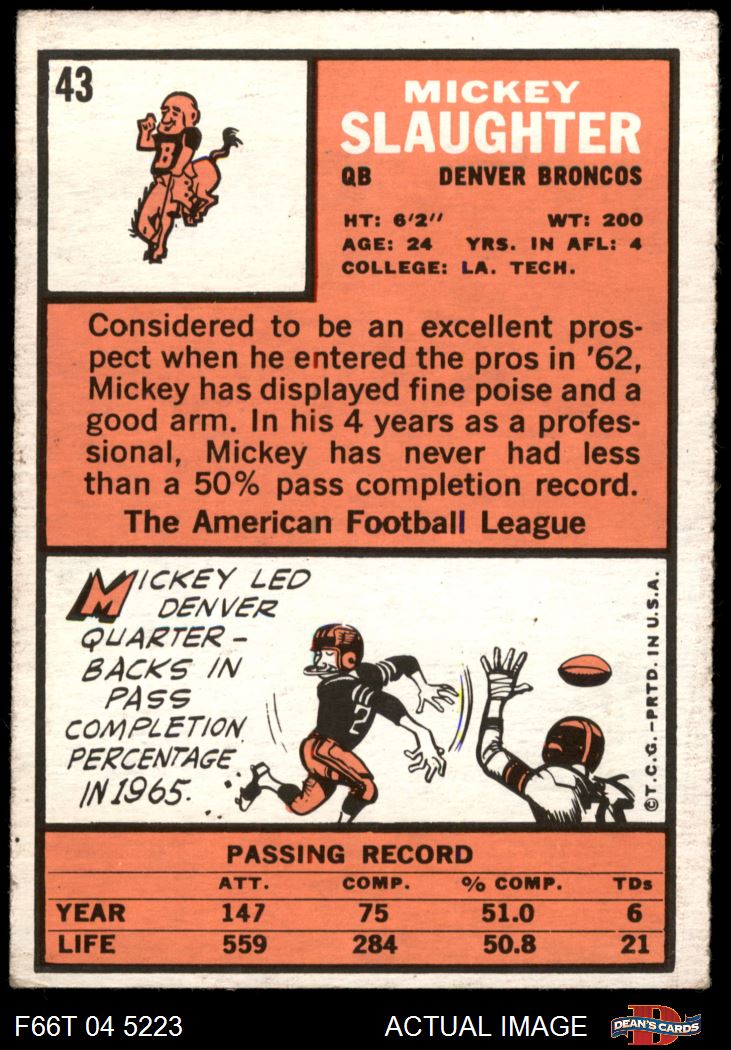 43
B
MICKEY
SLAUGHTER
QB DENVER BRONCOS
HT: 6'2" WT: 200
AGE: 24 YRS. IN AFL: 4
COLLEGE: LA. TECH.
Considered to be an excellent pros-
pect when he entered the pros in '62,
Mickey has displayed fine poise and a
good arm. In his 4 years as a profes-
sional, Mickey has never had less
than a 50% pass completion record.
The American Football League
MICKEY LED
DENVER
QUARTER-
BACKS IN
PASS
COMPLETION
PERCENTAGE
IN 1965.
2
©T.C.G.-PRTD. IN U.S.A.
PASSING RECORD
ATT. COMP. % COMP. TDs
YEAR 147 75 51.0 6
LIFE 559 284 50.8 21
F66T 04 5223 ACTUAL IMAGE
D
DEAN'S CARDS